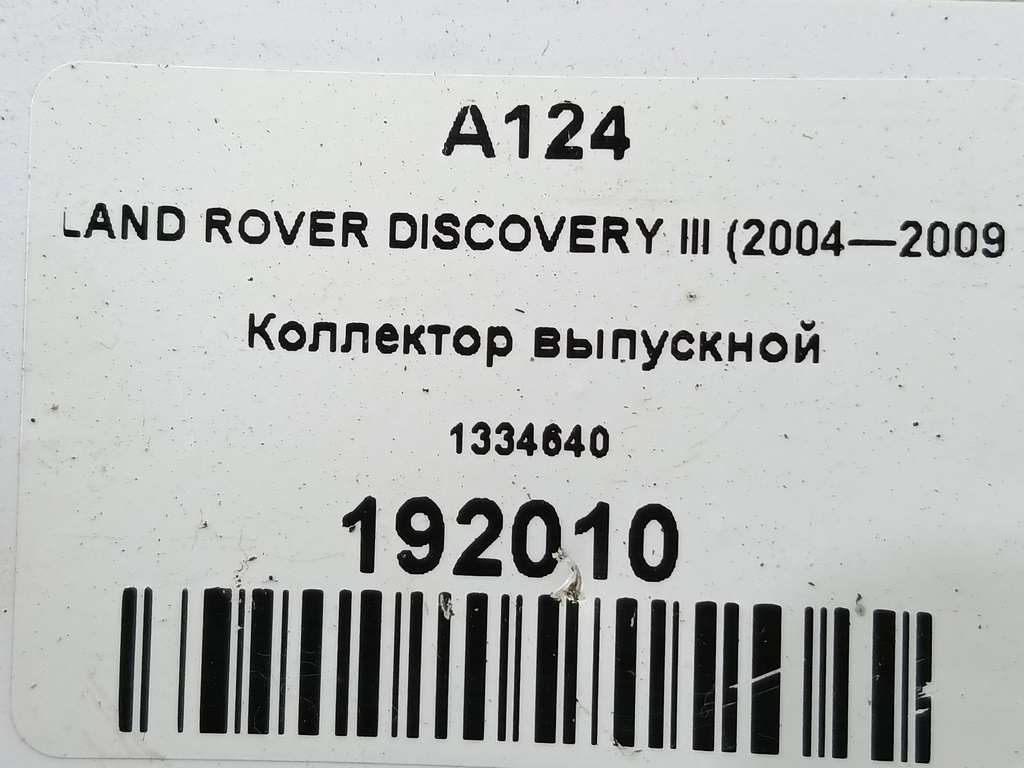 A124
LAND ROVER DISCOVERY III (2004—2009
Коллектор выпускной
1334640
192010